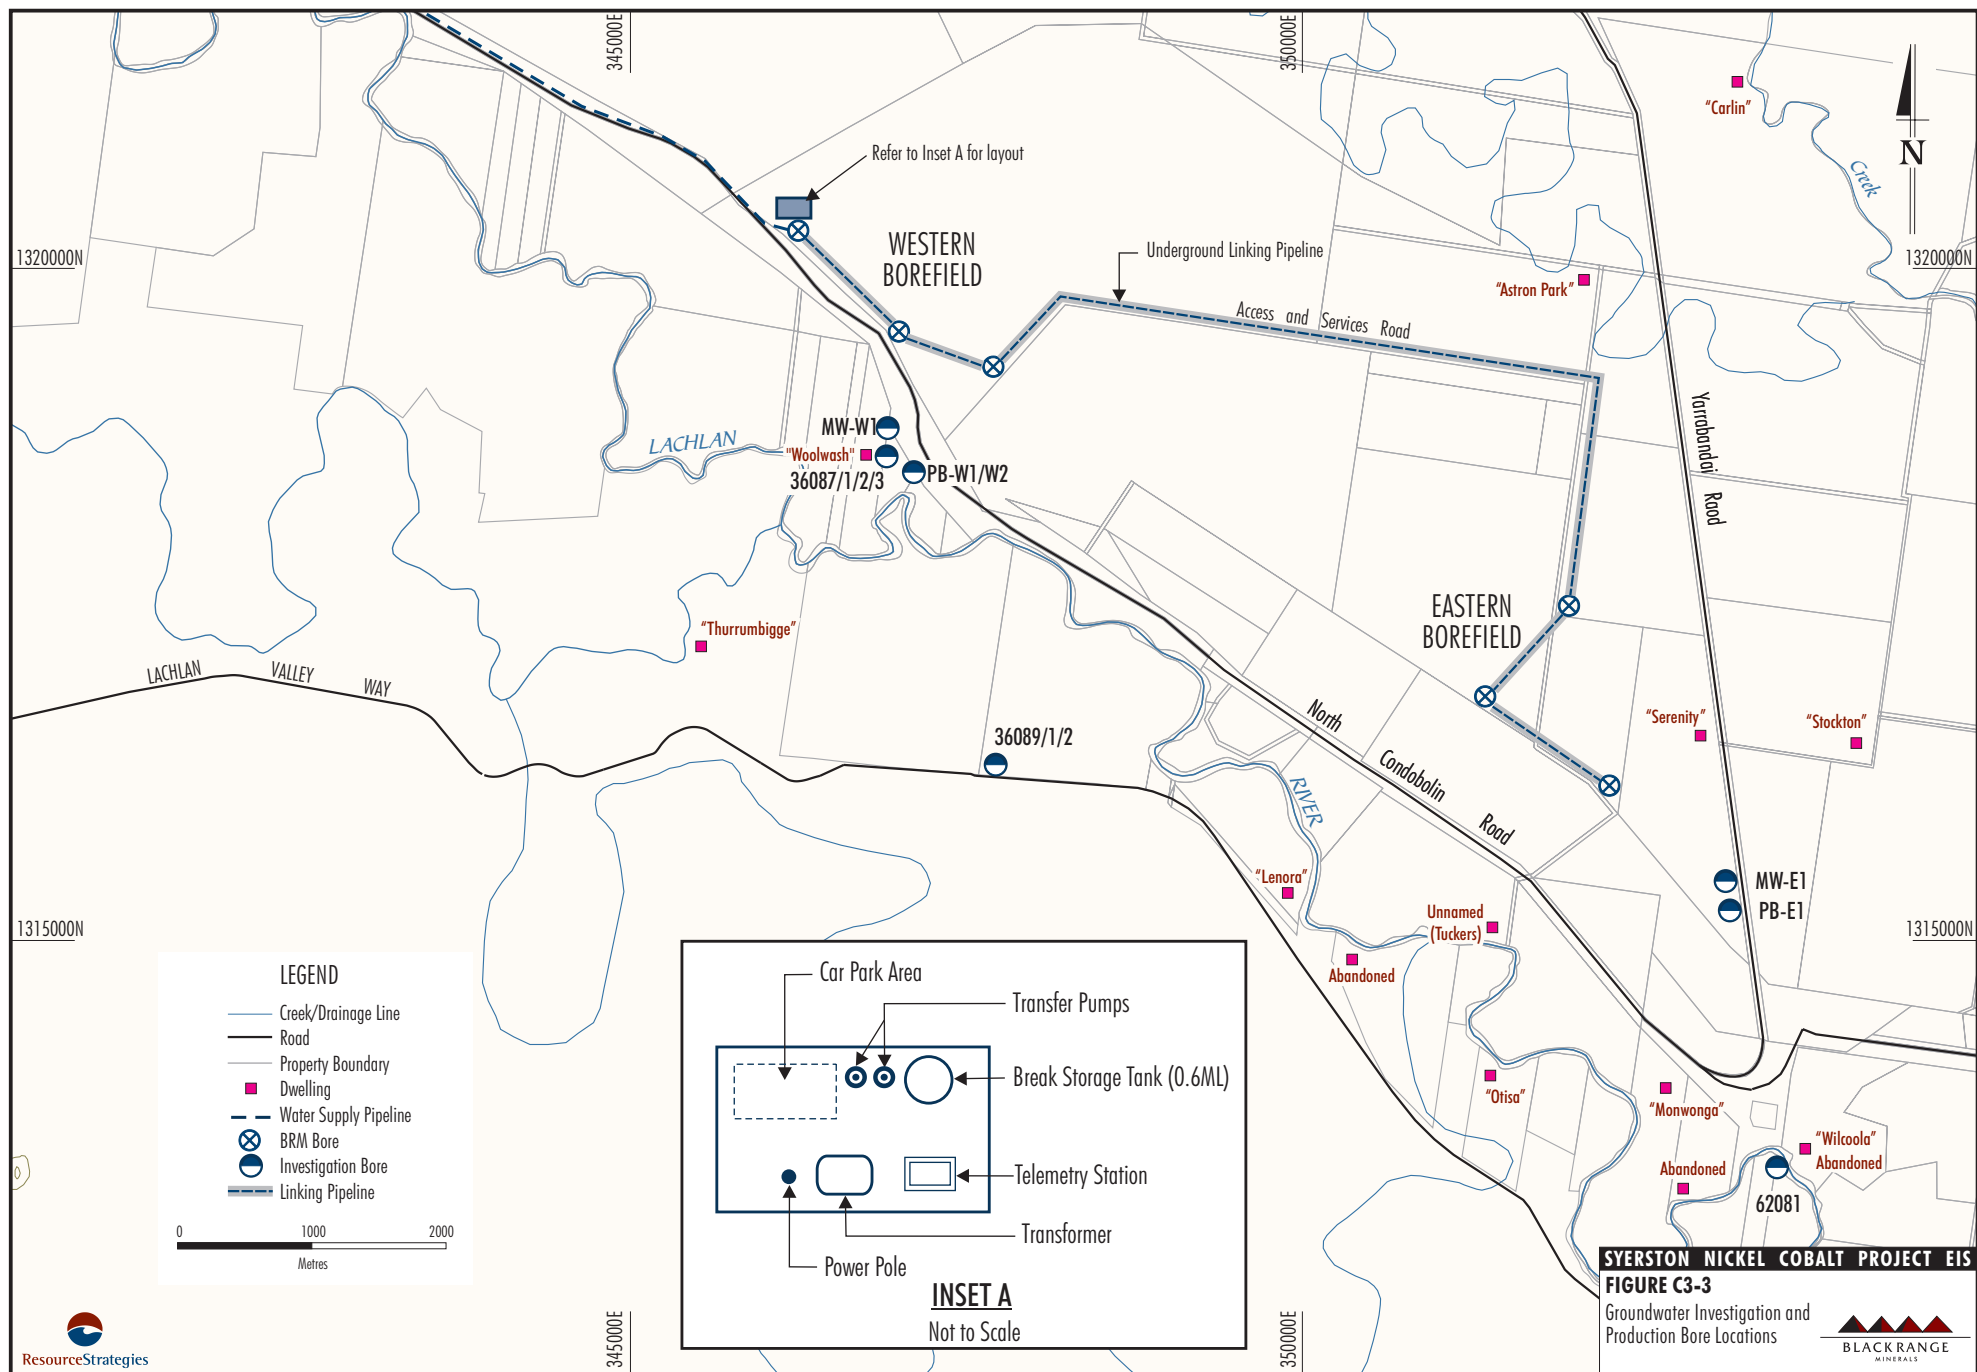 345000E
350000E
"Carlin"
Refer to Inset A for layout
N
Creek
WESTERN
BOREFIELD
1320000N
Underground Linking Pipeline
1320000N
"Astron Park"
Access and Services Road
Yarrabandai Raod
MW-W1
LACHLAN
"Woolwash"
36087/1/2/3
PB-W1/W2
EASTERN
BOREFIELD
"Thurrumbigge"
LACHLAN VALLEY WAY
North Condobolin Road
"Serenity"
"Stockton"
36089/1/2
RIVER
"Lenora"
MW-E1
PB-E1
Unnamed
(Tuckers)
1315000N
1315000N
Abandoned
LEGEND
Creek/Drainage Line
Road
Property Boundary
Dwelling
Water Supply Pipeline
BRM Bore
Investigation Bore
Linking Pipeline
0 1000 2000
Metres
Car Park Area
Transfer Pumps
Break Storage Tank (0.6ML)
Telemetry Station
Transformer
Power Pole
INSET A
Not to Scale
"Otisa"
"Monwonga"
"Wilcoola"
Abandoned
Abandoned
62081
345000E
350000E
SYERSTON NICKEL COBALT PROJECT EIS
FIGURE C3-3
Groundwater Investigation and
Production Bore Locations
BLACK RANGE
MINERALS
ResourceStrategies